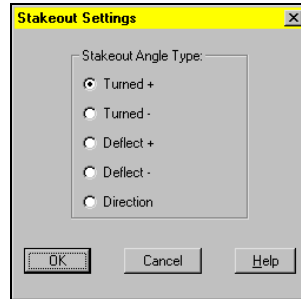 Stakeout Settings
Stakeout Angle Type:
Turned +
Turned -
Deflect +
Deflect -
Direction
OK Cancel Help